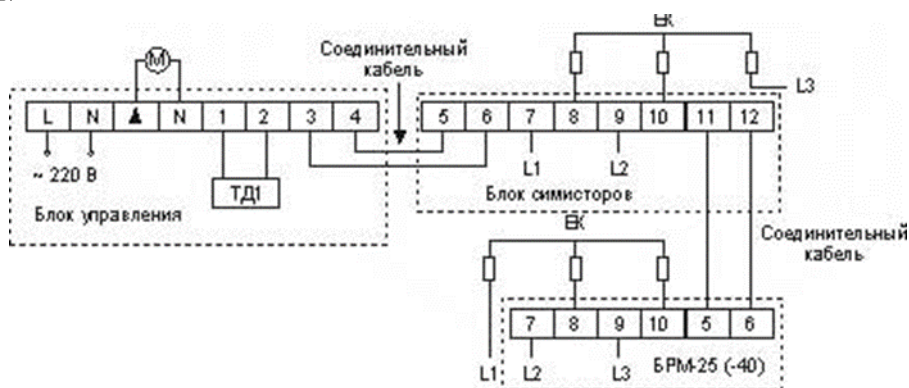 ЕК
Соединительный
кабель
М
L3
L N N 1 2 3 4
5 6 7 8 9 10 11 12
~ 220 В
ТД1
L1 L2
Блок управления
Блок симисторов
ЕК
Соединительный
кабель
7 8 9 10 5 6
L1 L2 L3 БРМ-25 (-40)